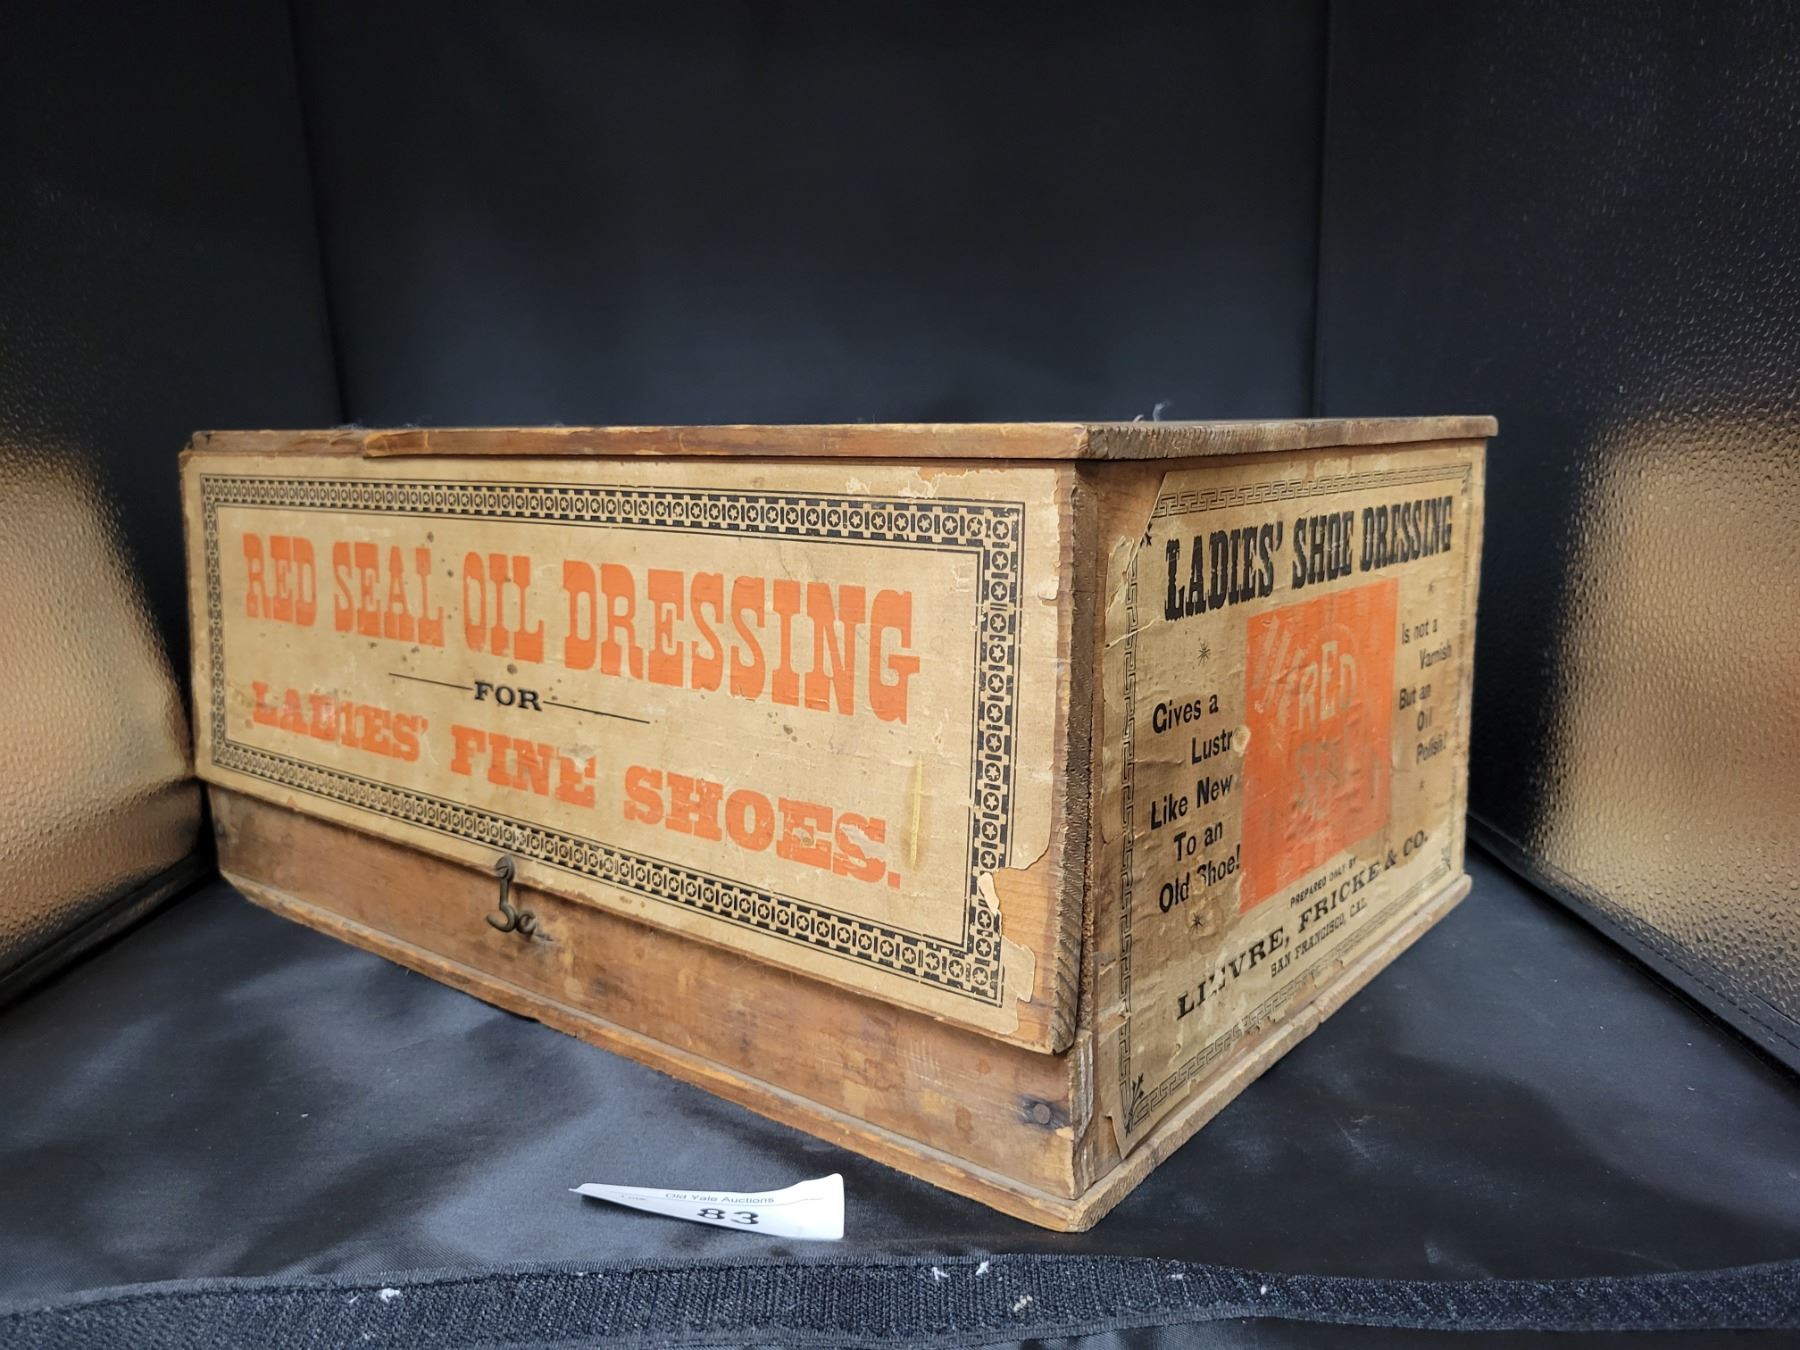 RED SEAL OIL DRESSING
FOR
LADIES' FINE SHOES.
LADIES' SHOE DRESSING
Gives a
Lustr
Like New
To an
Old Shoe!
RED
SEAL
Is not a
Varnish
But an
Oil
Polish!
PREPARED ONLY BY
FRICKE & CO.
SAN FRANCISCO, CAL.
Old Yale Auctions
83